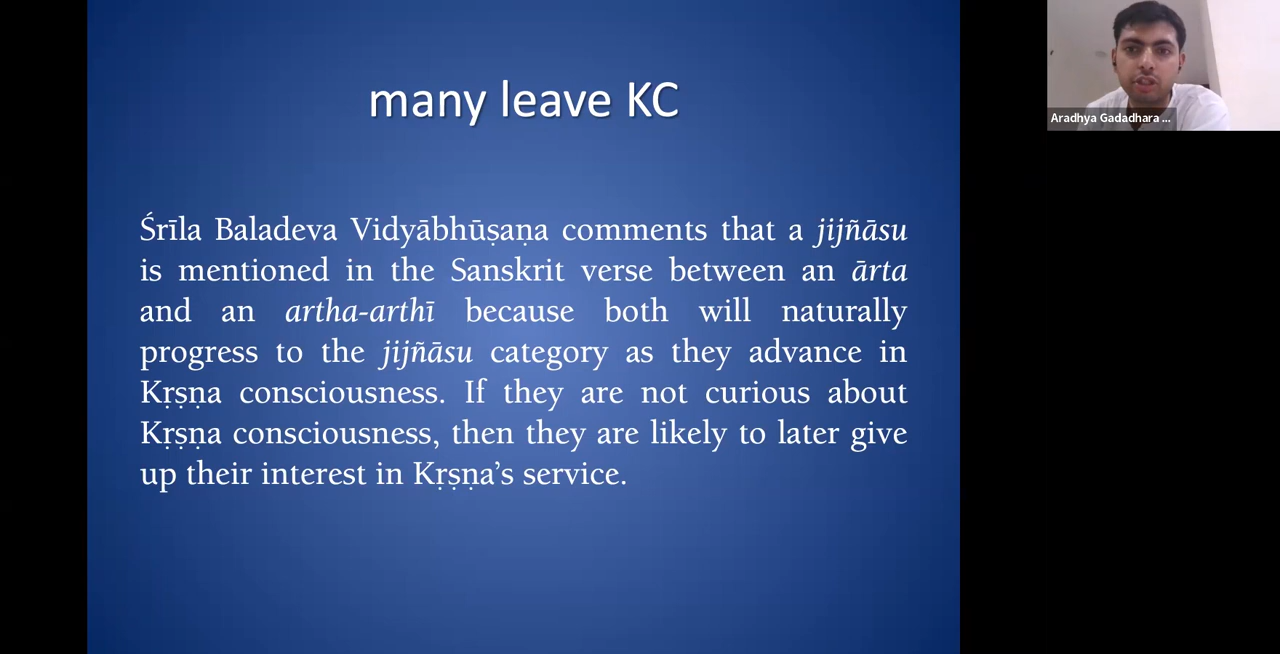 many leave KC
Śrīla Baladeva Vidyābhūṣaṇa comments that a jijñāsu
is mentioned in the Sanskrit verse between an ārta
and an artha-arthī because both will naturally
progress to the jijñāsu category as they advance in
Kṛṣṇa consciousness. If they are not curious about
Kṛṣṇa consciousness, then they are likely to later give
up their interest in Kṛṣṇa’s service.
Aradhya Gadadhara ...